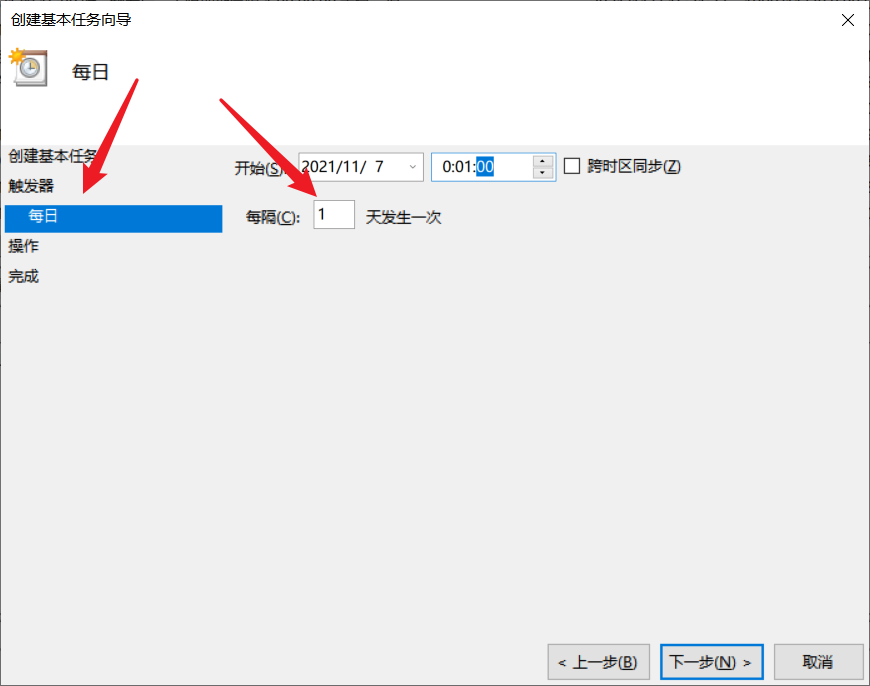 创建基本任务向导
每日
创建基本任务
开始(S): 2021/11/ 7 0:01:00 跨时区同步(Z)
触发器
每日
每隔(C): 1 天发生一次
操作
完成
< 上一步(B) 下一步(N) > 取消